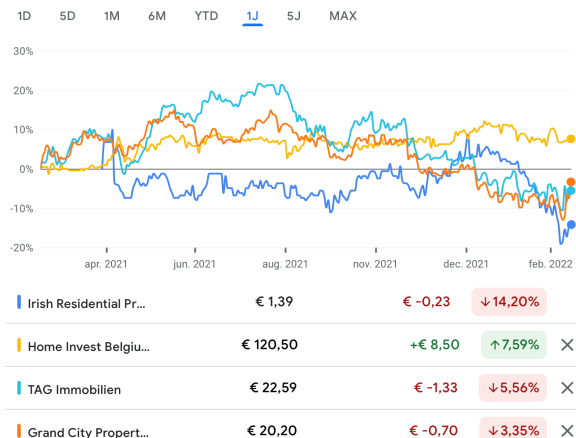 1D 5D 1M 6M YTD 1J 5J MAX
30%
20%
10%
0%
-10%
-20%
apr. 2021 jun. 2021 aug. 2021 nov. 2021 dec. 2021 feb. 2022
Irish Residential Pr... € 1,39 € -0,23 ↓14,20%
Home Invest Belgiu... € 120,50 +€ 8,50 ↑7,59% ✕
TAG Immobilien € 22,59 € -1,33 ↓5,56% ✕
Grand City Propert... € 20,20 € -0,70 ↓3,35% ✕